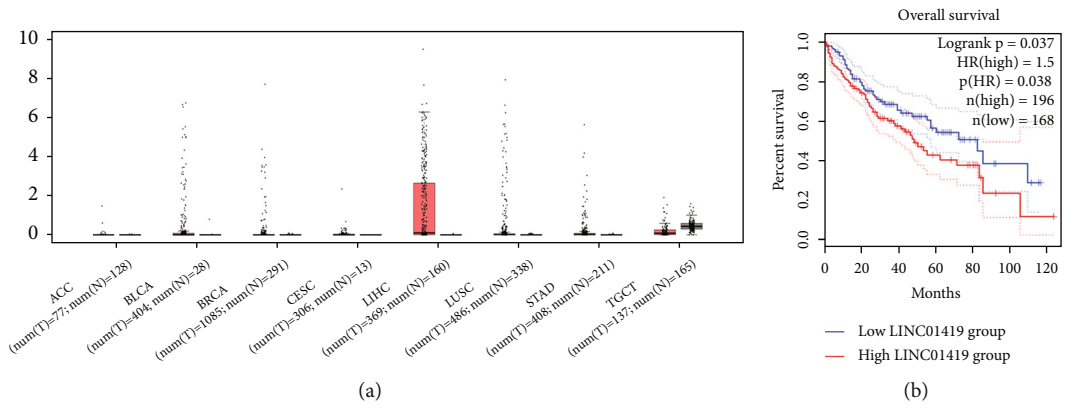 10
8
6
4
2
0
ACC
(num(T)=77; num(N)=128)
BLCA
(num(T)=404; num(N)=28)
BRCA
(num(T)=1085; num(N)=291)
CESC
(num(T)=306; num(N)=13)
LIHC
(num(T)=369; num(N)=160)
LUSC
(num(T)=486; num(N)=338)
STAD
(num(T)=408; num(N)=211)
TGCT
(num(T)=137; num(N)=165)
(a)
Overall survival
Logrank p = 0.037
HR(high) = 1.5
p(HR) = 0.038
n(high) = 196
n(low) = 168
Percent survival
1.0
0.8
0.6
0.4
0.2
0.0
0 20 40 60 80 100 120
Months
Low LINC01419 group
High LINC01419 group
(b)